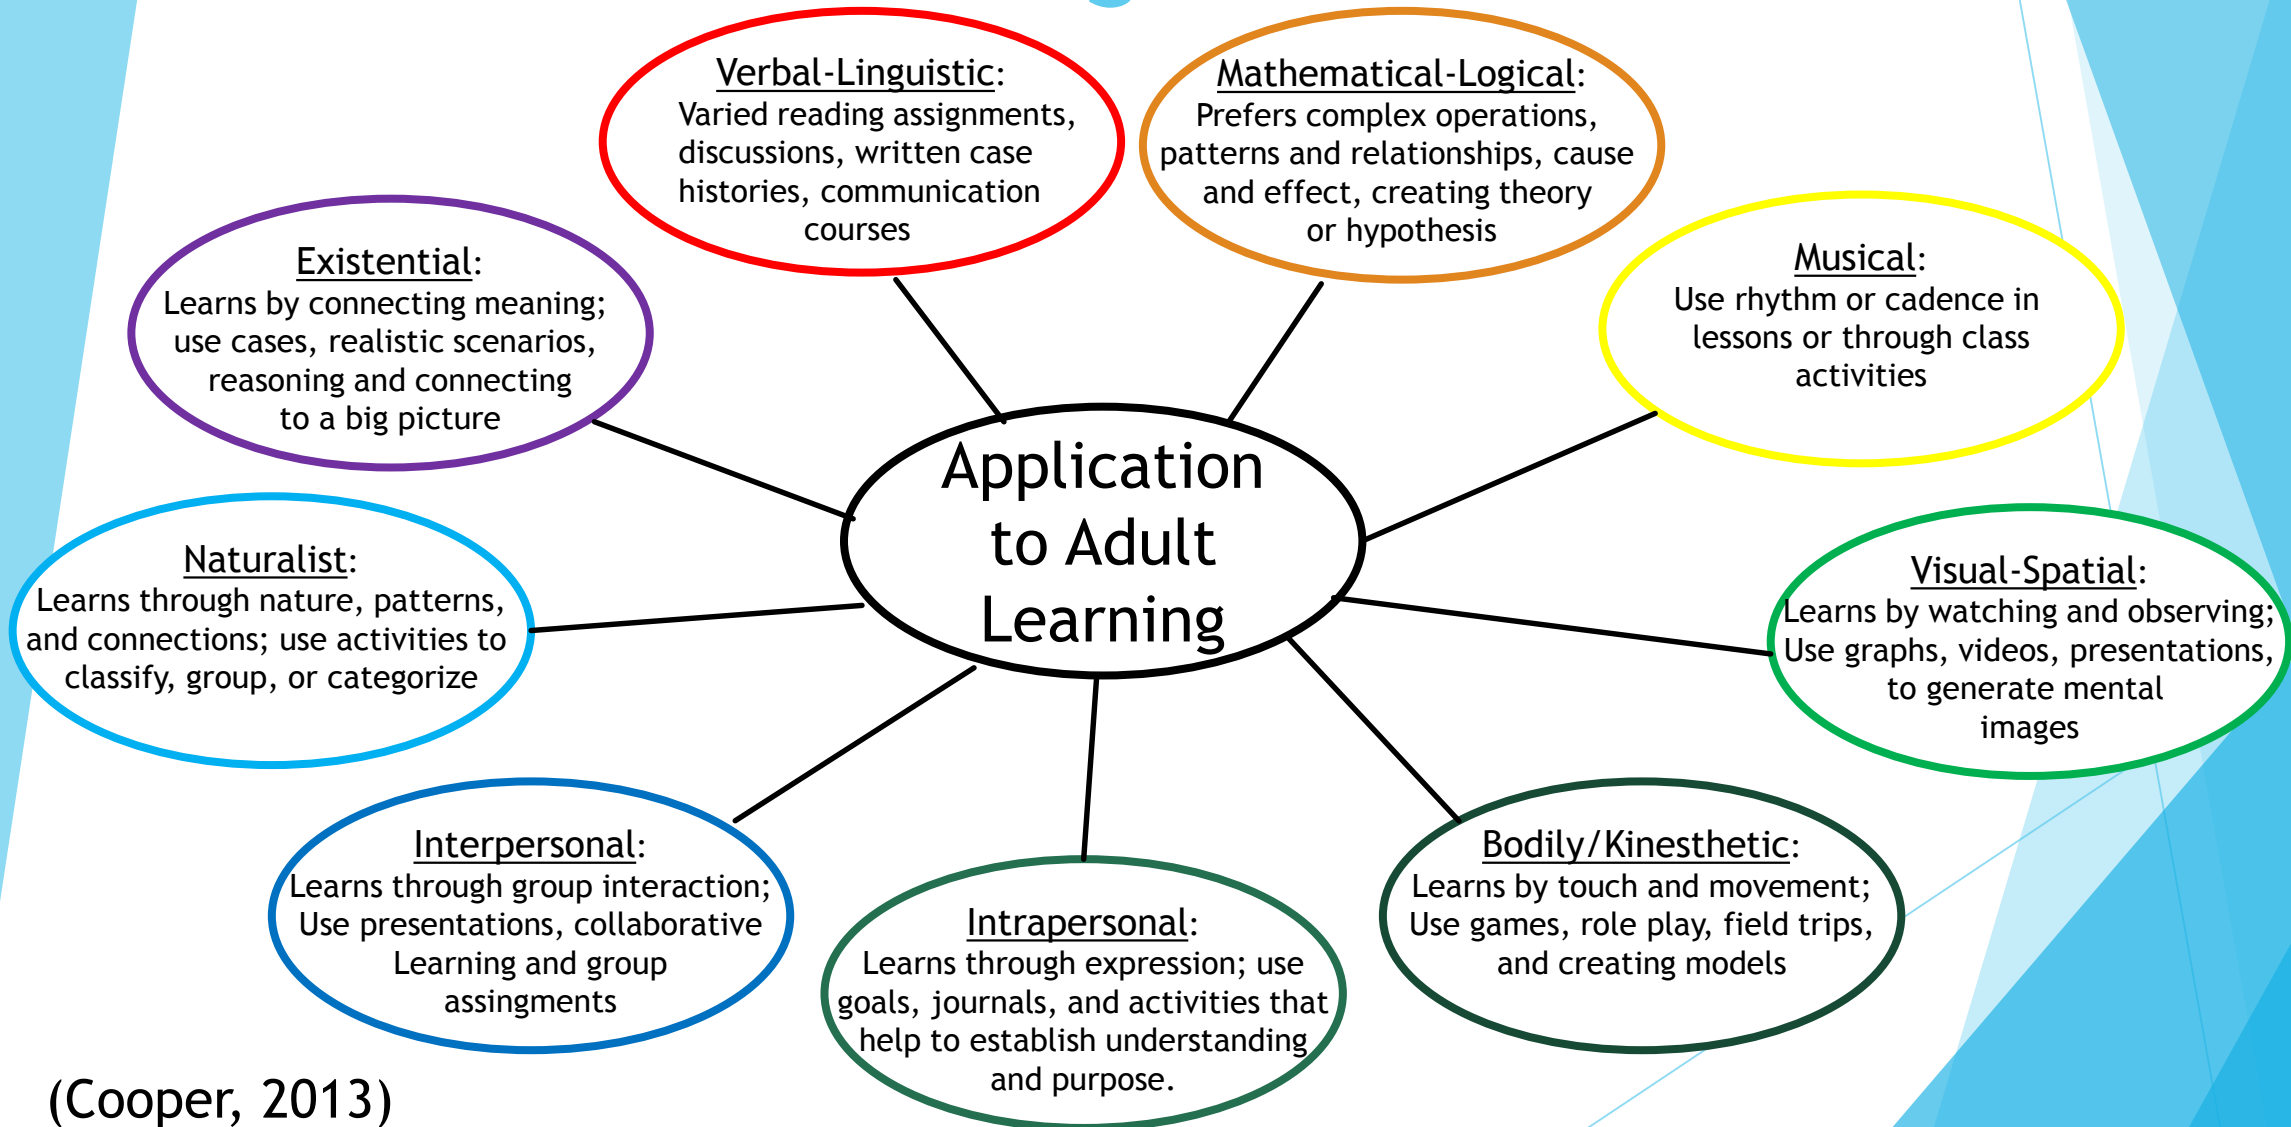 Verbal-Linguistic:
Varied reading assignments,
discussions, written case
histories, communication
courses
Mathematical-Logical:
Prefers complex operations,
patterns and relationships, cause
and effect, creating theory
or hypothesis
Existential:
Learns by connecting meaning;
use cases, realistic scenarios,
reasoning and connecting
to a big picture
Musical:
Use rhythm or cadence in
lessons or through class
activities
Application
to Adult
Learning
Naturalist:
Learns through nature, patterns,
and connections; use activities to
classify, group, or categorize
Visual-Spatial:
Learns by watching and observing;
Use graphs, videos, presentations,
to generate mental
images
Interpersonal:
Learns through group interaction;
Use presentations, collaborative
Learning and group
assingments
Intrapersonal:
Learns through expression; use
goals, journals, and activities that
help to establish understanding
and purpose.
Bodily/Kinesthetic:
Learns by touch and movement;
Use games, role play, field trips,
and creating models
(Cooper, 2013)